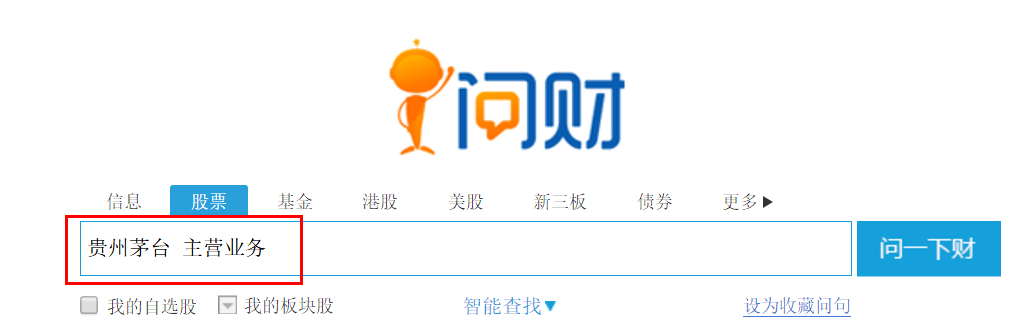 问财
信息 股票 基金 港股 美股 新三板 债券 更多
贵州茅台 主营业务 问一下财
我的自选股 我的板块股 智能查找 设为收藏问句